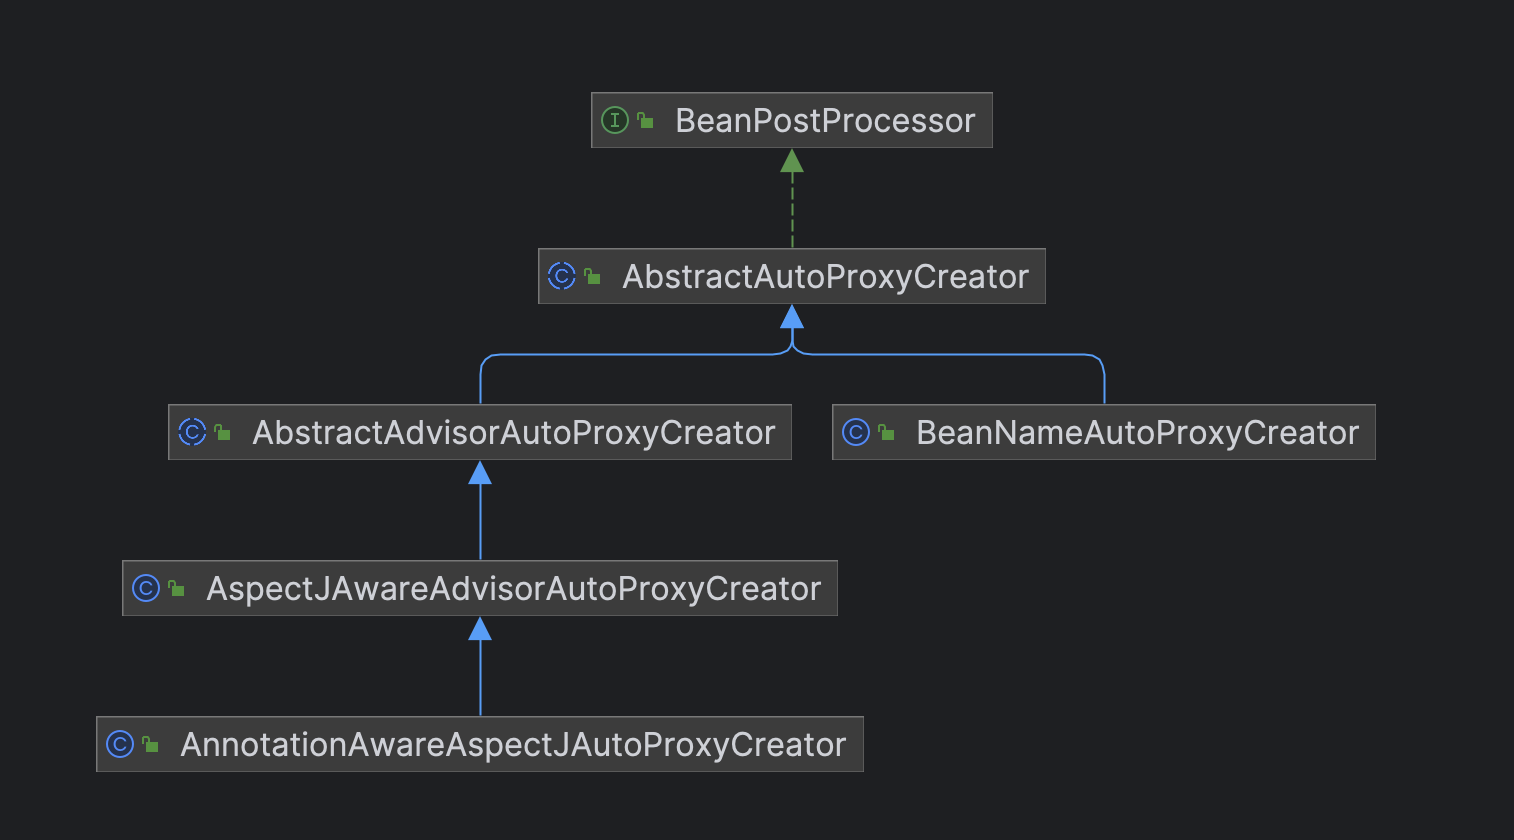 BeanPostProcessor
AbstractAutoProxyCreator
AbstractAdvisorAutoProxyCreator
BeanNameAutoProxyCreator
AspectJAwareAdvisorAutoProxyCreator
AnnotationAwareAspectJAutoProxyCreator